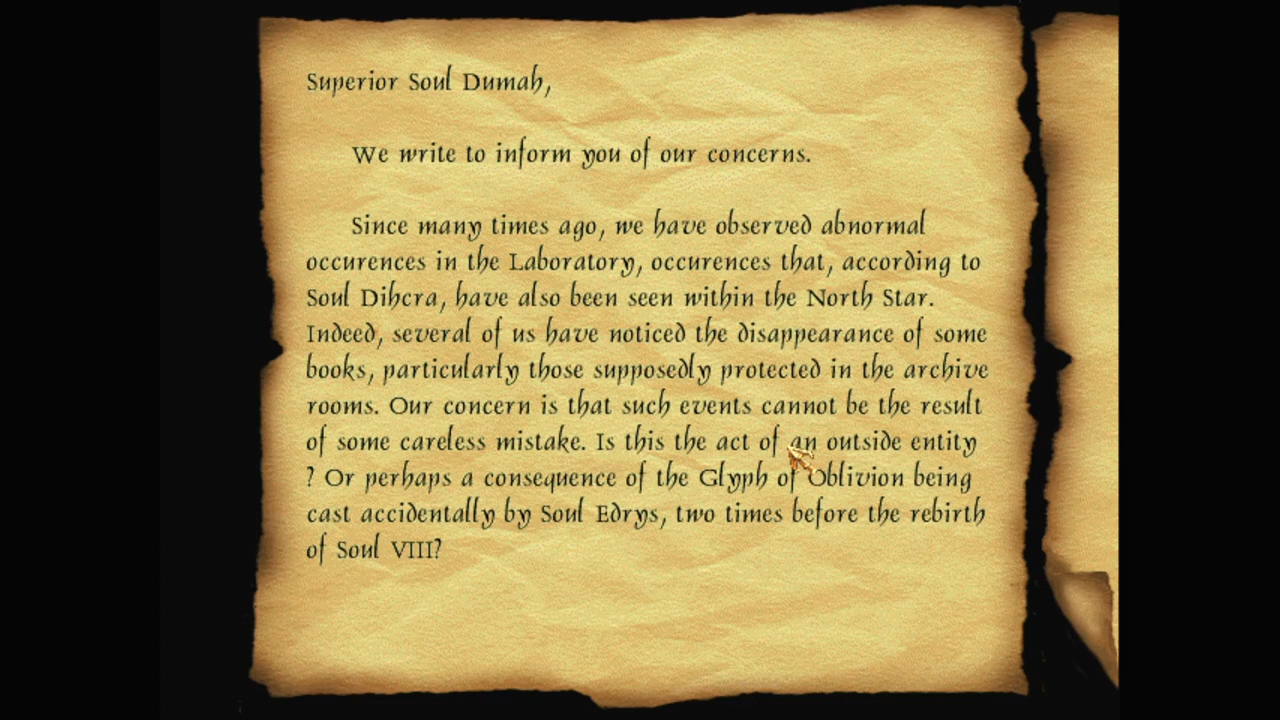 Superior Soul Dumah,
We write to inform you of our concerns.
Since many times ago, we have observed abnormal
occurences in the Laboratory, occurences that, according to
Soul Dihcra, have also been seen within the North Star.
Indeed, several of us have noticed the disappearance of some
books, particularly those supposedly protected in the archive
rooms. Our concern is that such events cannot be the result
of some careless mistake. Is this the act of an outside entity
? Or perhaps a consequence of the Glyph of Oblivion being
cast accidentally by Soul Edrys, two times before the rebirth
of Soul VIII?